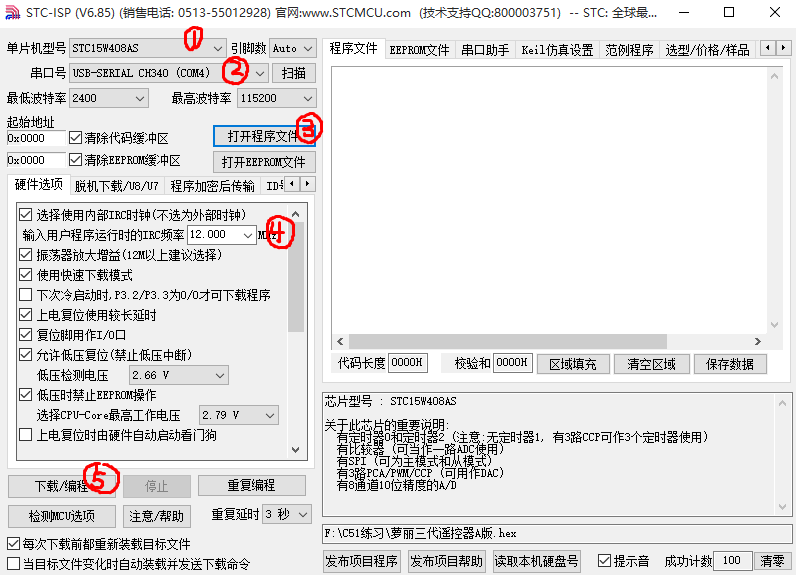 STC-ISP (V6.85) (销售电话: 0513-55012928) 官网:www.STCMCU.com (技术支持QQ:800003751) -- STC: 全球最...
单片机型号 STC15W408AS ① 引脚数 Auto
串口号 USB-SERIAL CH340 (COM4) ② 扫描
最低波特率 2400 最高波特率 115200
起始地址
0x0000 清除代码缓冲区 打开程序文件 ③
0x0000 清除EEPROM缓冲区 打开EEPROM文件
硬件选项 脱机下载/U8/U7 程序加密后传输
选择使用内部IRC时钟(不选为外部时钟)
输入用户程序运行时的IRC频率 12.000 ④
振荡器放大增益(12M以上建议选择)
使用快速下载模式
下次冷启动时,P3.2/P3.3为0/0才可下载程序
上电复位使用较长延时
复位脚用作I/O口
允许低压复位(禁止低压中断)
低压检测电压 2.66 V
低压时禁止EEPROM操作
选择CPU-Core最高工作电压 2.79 V
上电复位时由硬件自动启动看门狗
下载/编程 ⑤ 停止 重复编程
检测MCU选项 注意/帮助 重复延时 3 秒
每次下载前都重新装载目标文件
当目标文件变化时自动装载并发送下载命令
程序文件 EEPROM文件 串口助手 Keil仿真设置 范例程序 选型/价格/样品
代码长度 0000H 校验和 0000H 区域填充 清空区域 保存数据
芯片型号 : STC15W408AS
关于此芯片的重要说明:
有定时器0和定时器2 (注意:无定时器1, 有3路CCP可作3个定时器使用)
有比较器 (可当作一路ADC使用)
有SPI (可为主模式和从模式)
有3路PCA/PWM/CCP (可用作DAC)
有8通道10位精度的A/D
F:\C51练习\萝丽三代遥控器A版.hex
发布项目程序 发布项目帮助 读取本机硬盘号 提示音 成功计数 100 清零